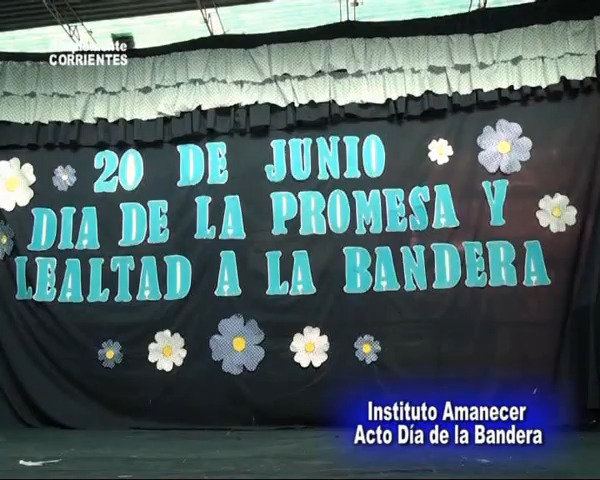 CORRIENTES
20 DE JUNIO
DIA DE LA PROMESA Y
LEALTAD A LA BANDERA
Instituto Amanecer
Acto Día de la Bandera